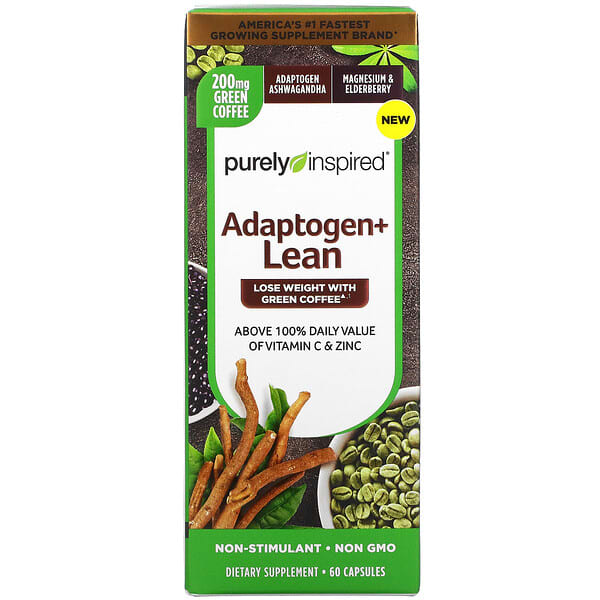 AMERICA'S #1 FASTEST
GROWING SUPPLEMENT BRAND*
200mg
GREEN
COFFEE
ADAPTOGEN
ASHWAGANDHA
MAGNESIUM &
ELDERBERRY
NEW
purely inspired®
Adaptogen+
Lean
LOSE WEIGHT WITH
GREEN COFFEE▲,‡
ABOVE 100% DAILY VALUE
OF VITAMIN C & ZINC
NON-STIMULANT • NON GMO
DIETARY SUPPLEMENT • 60 CAPSULES